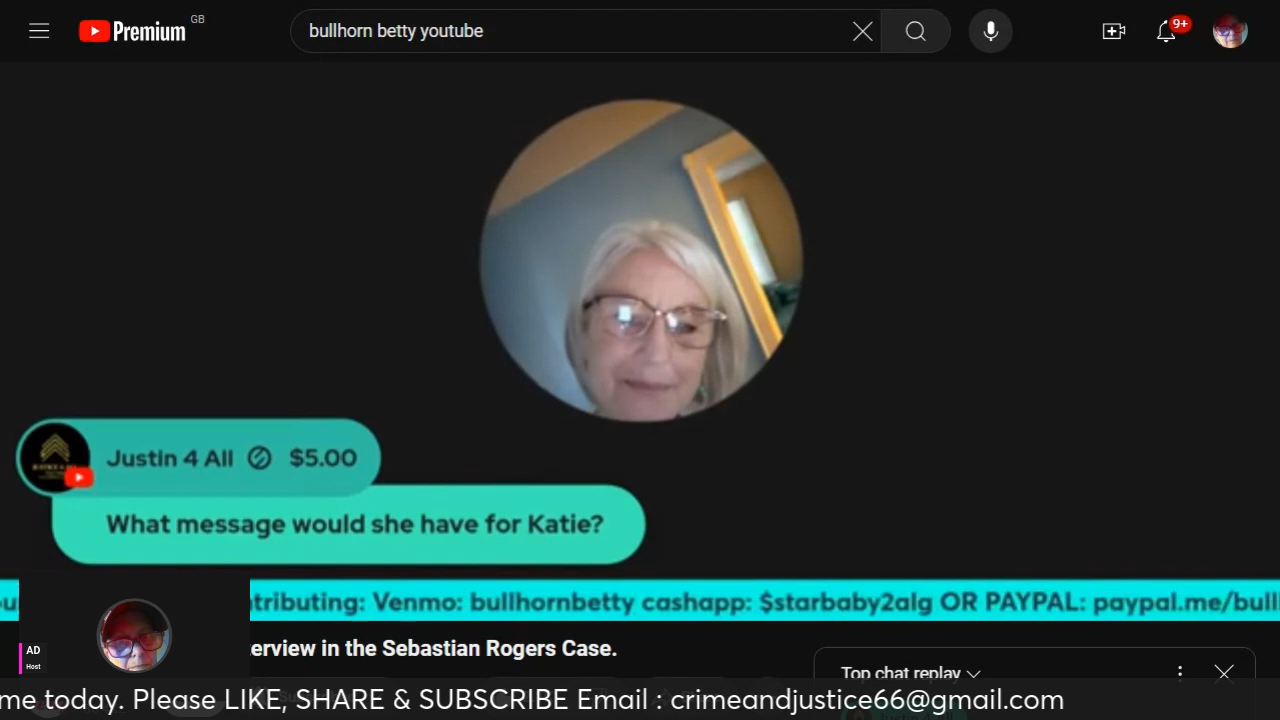 Premium GB
bullhorn betty youtube
9+
Justin 4 All $5.00
What message would she have for Katie?
tributing: Venmo: bullhornbetty cashapp: $starbaby2alg OR PAYPAL: paypal.me/bull
AD
Host
erview in the Sebastian Rogers Case.
Top chat replay
me today. Please LIKE, SHARE & SUBSCRIBE Email : crimeandjustice66@gmail.com